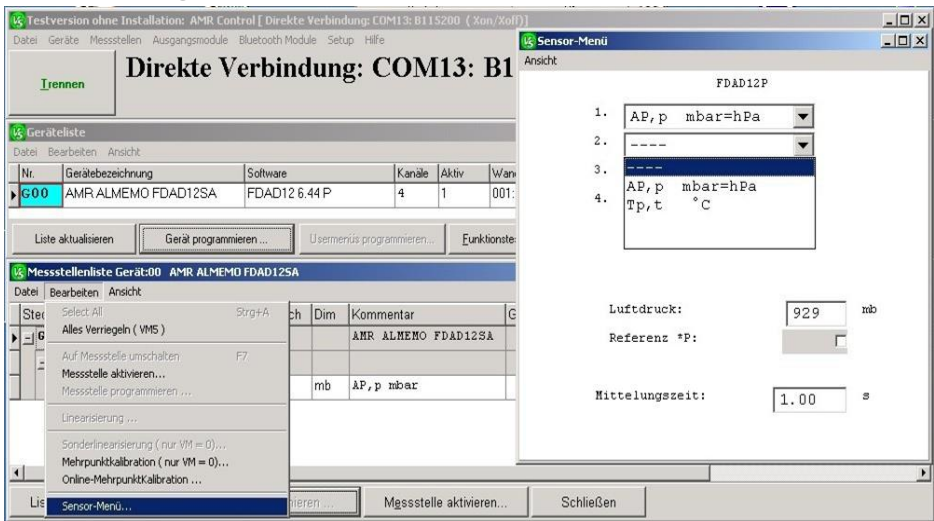 Testversion ohne Installation: AMR Control [ Direkte Verbindung: COM13: B115200 ( Xon/Xoff)]
Datei Geräte Messstellen Ausgangsmodule Bluetooth Module Setup Hilfe
Trennen
Direkte Verbindung: COM13: B1
Geräteliste
Datei Bearbeiten Ansicht
Nr. Gerätebezeichnung Software Kanäle Aktiv Wan
G00 AMR ALMEMO FDAD12SA FDAD12 6.44 P 4 1 001:
Liste aktualisieren Gerät programmieren ... Usermenüs programmieren... Funktionste
Messstellenliste Gerät:00 AMR ALMEMO FDAD12SA
Datei Bearbeiten Ansicht
Stec ch Dim Kommentar G
G AMR ALMEMO FDAD12SA
mb AP,p mbar
Select All Strg+A
Alles Verriegeln ( VM5 )
Auf Messstelle umschalten F7
Messstelle aktivieren...
Messstelle programmieren ...
Linearisierung ...
Sonderlinearisierung ( nur VM = 0)...
Mehrpunktkalibration ( nur VM = 0)...
Online-MehrpunktKalibration ...
Sensor-Menü...
Lis mieren ... Messstelle aktivieren... Schließen
Sensor-Menü
Ansicht
FDAD12P
1. AP,p mbar=hPa
2. ----
3. ----
AP,p mbar=hPa
4. Tp,t °C
Luftdruck: 929 mb
Referenz *P:
Mittelungszeit: 1.00 s